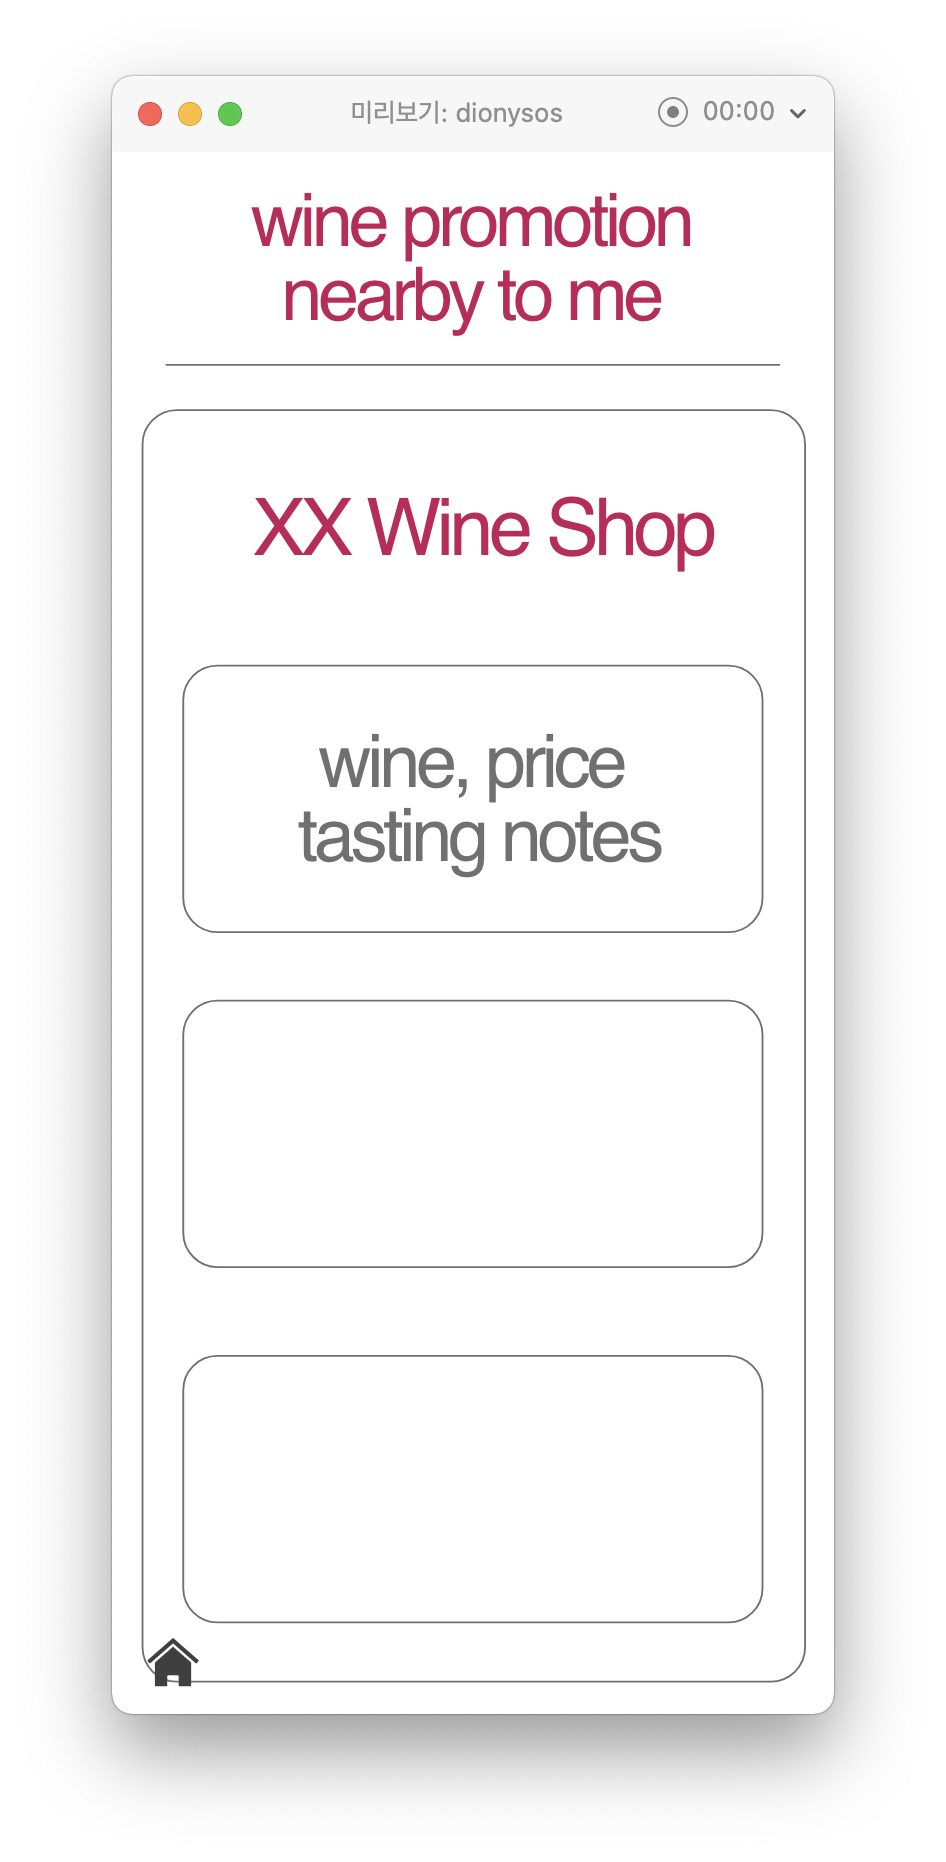 미리보기: dionysos 00:00
wine promotion
nearby to me
XX Wine Shop
wine, price
tasting notes